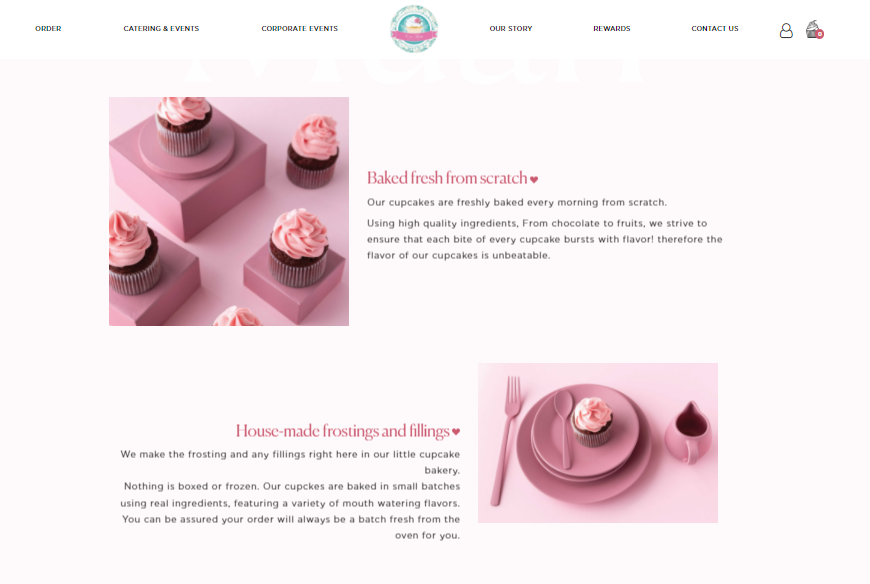 ORDER
CATERING & EVENTS
CORPORATE EVENTS
OUR STORY
REWARDS
CONTACT US
0
Baked fresh from scratch
Our cupcakes are freshly baked every morning from scratch.
Using high quality ingredients, From chocolate to fruits, we strive to
ensure that each bite of every cupcake bursts with flavor! therefore the
flavor of our cupcakes is unbeatable.
House-made frostings and fillings
We make the frosting and any fillings right here in our little cupcake
bakery.
Nothing is boxed or frozen. Our cupckes are baked in small batches
using real ingredients, featuring a variety of mouth watering flavors.
You can be assured your order will always be a batch fresh from the
oven for you.